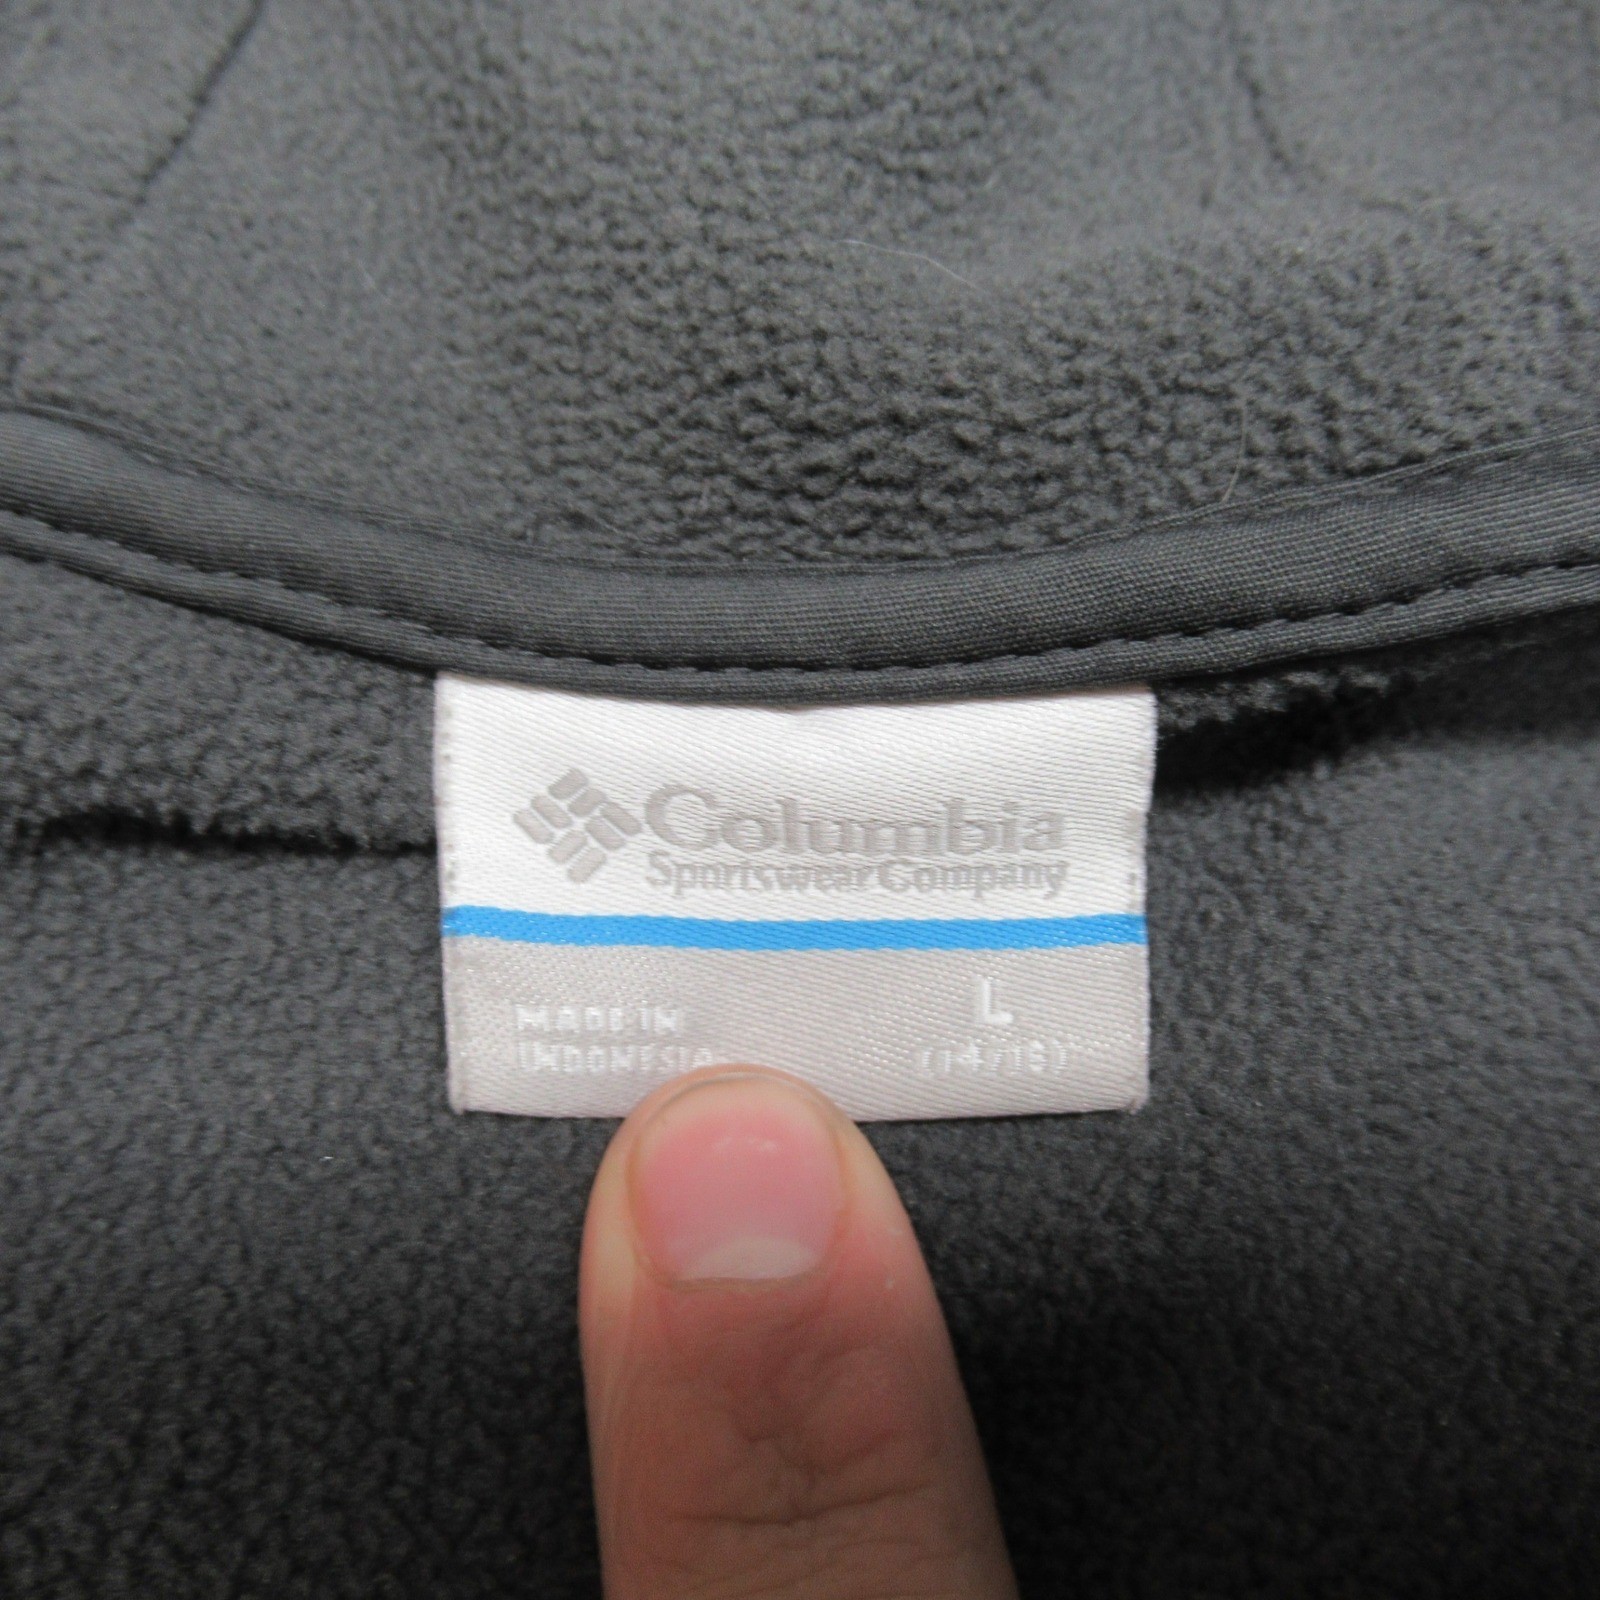 Columbia
Sportswear Company
MADE IN
INDONESIA
L
(14/16)